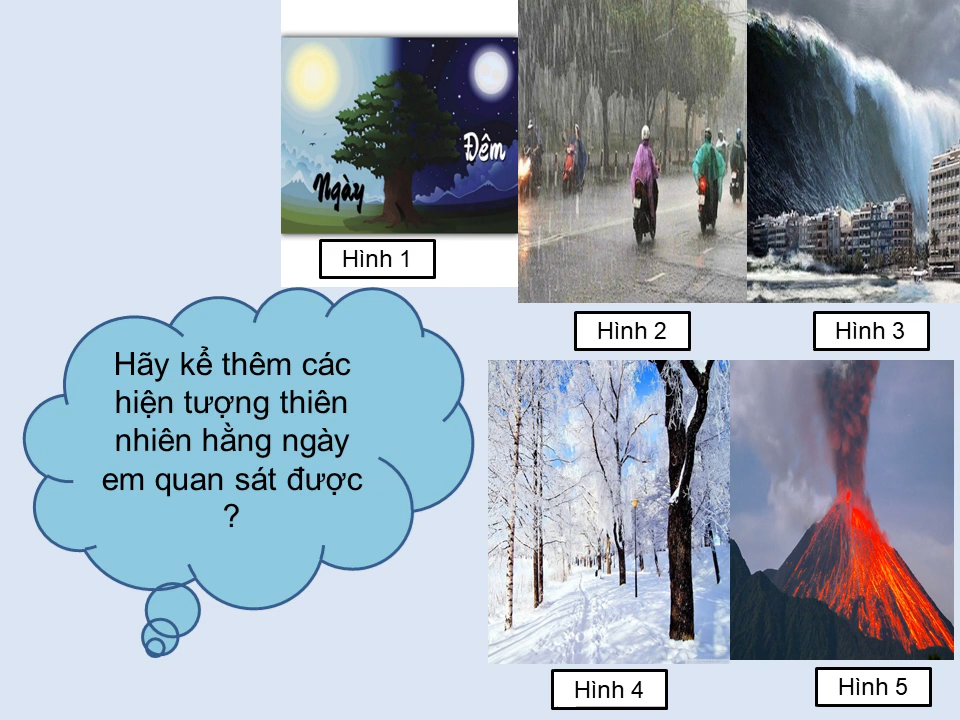 Ngày
Đêm
Hình 1
Hình 2
Hình 3
Hãy kể thêm các
hiện tượng thiên
nhiên hằng ngày
em quan sát được
?
Hình 4
Hình 5